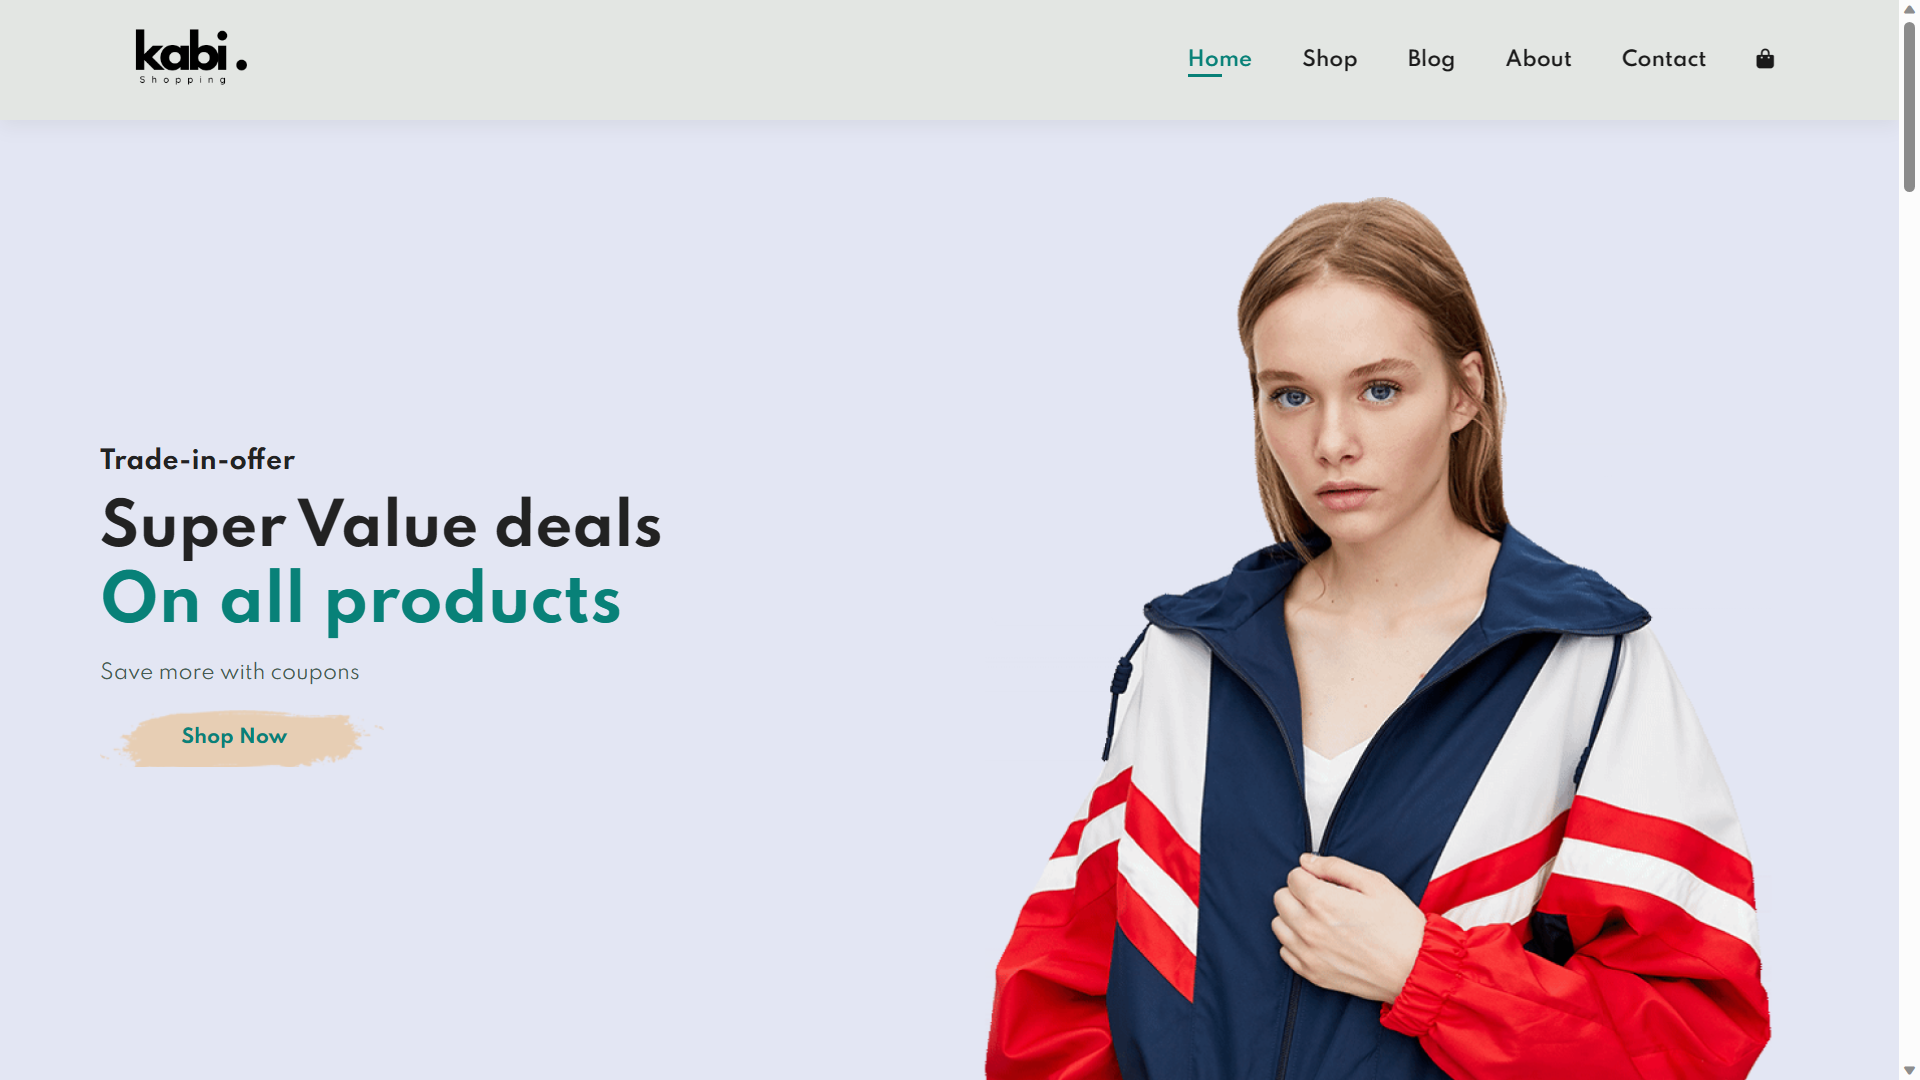 kabi.
Shopping
Home Shop Blog About Contact
Trade-in-offer
Super Value deals
On all products
Save more with coupons
Shop Now